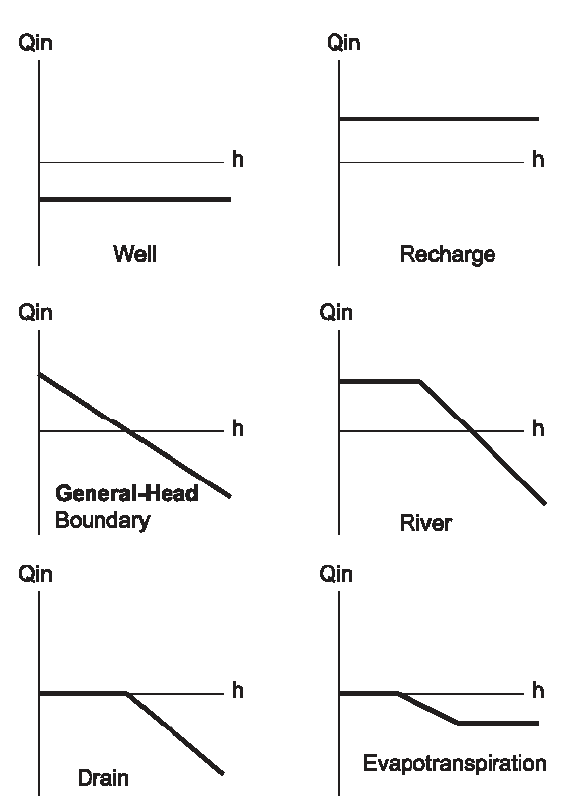 Qin
h
Well
Qin
h
Recharge
Qin
h
General-Head
Boundary
Qin
h
River
Qin
h
Drain
Qin
h
Evapotranspiration